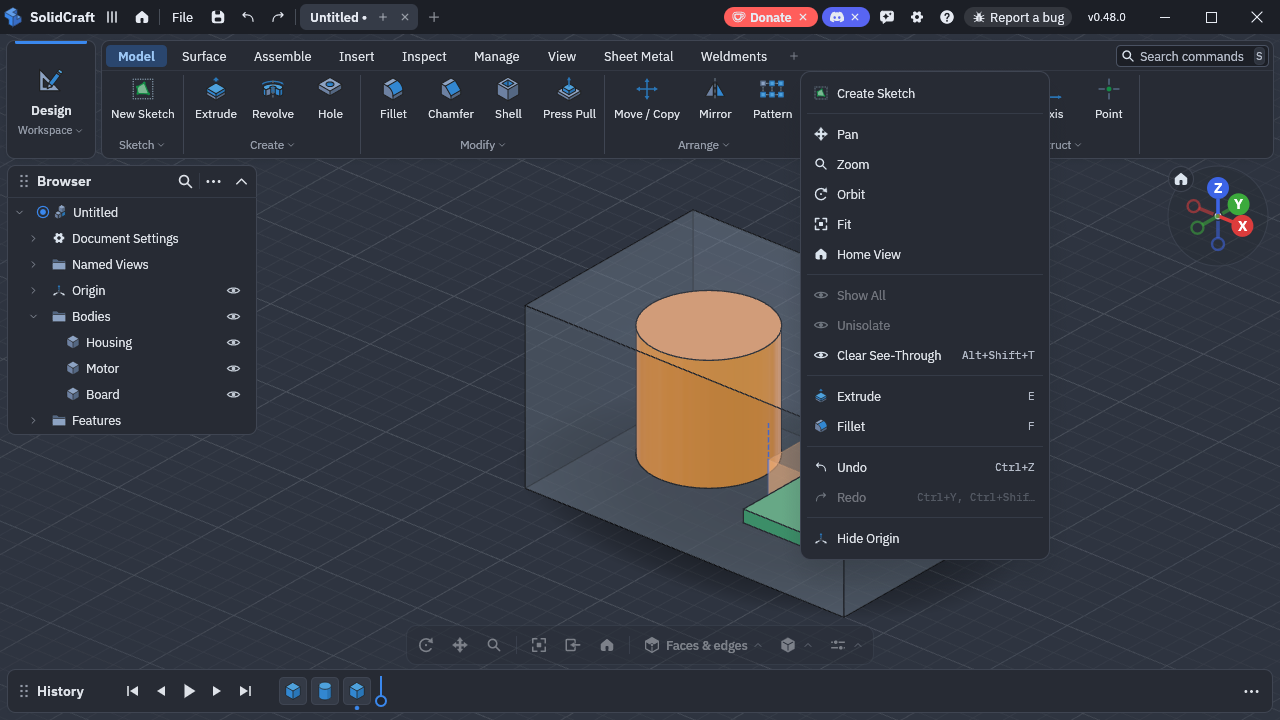 SolidCraft
File
Untitled •
Donate
Report a bug
v0.48.0
Design
Workspace
Model
Surface
Assemble
Insert
Inspect
Manage
View
Sheet Metal
Weldments
Search commands
S
New Sketch
Extrude
Revolve
Hole
Fillet
Chamfer
Shell
Press Pull
Move / Copy
Mirror
Pattern
xis
Point
Sketch
Create
Modify
Arrange
ruct
Browser
Untitled
Document Settings
Named Views
Origin
Bodies
Housing
Motor
Board
Features
Create Sketch
Pan
Zoom
Orbit
Fit
Home View
Show All
Unisolate
Clear See-Through Alt+Shift+T
Extrude E
Fillet F
Undo Ctrl+Z
Redo Ctrl+Y, Ctrl+Shif…
Hide Origin
Z
Y
X
Faces & edges
History